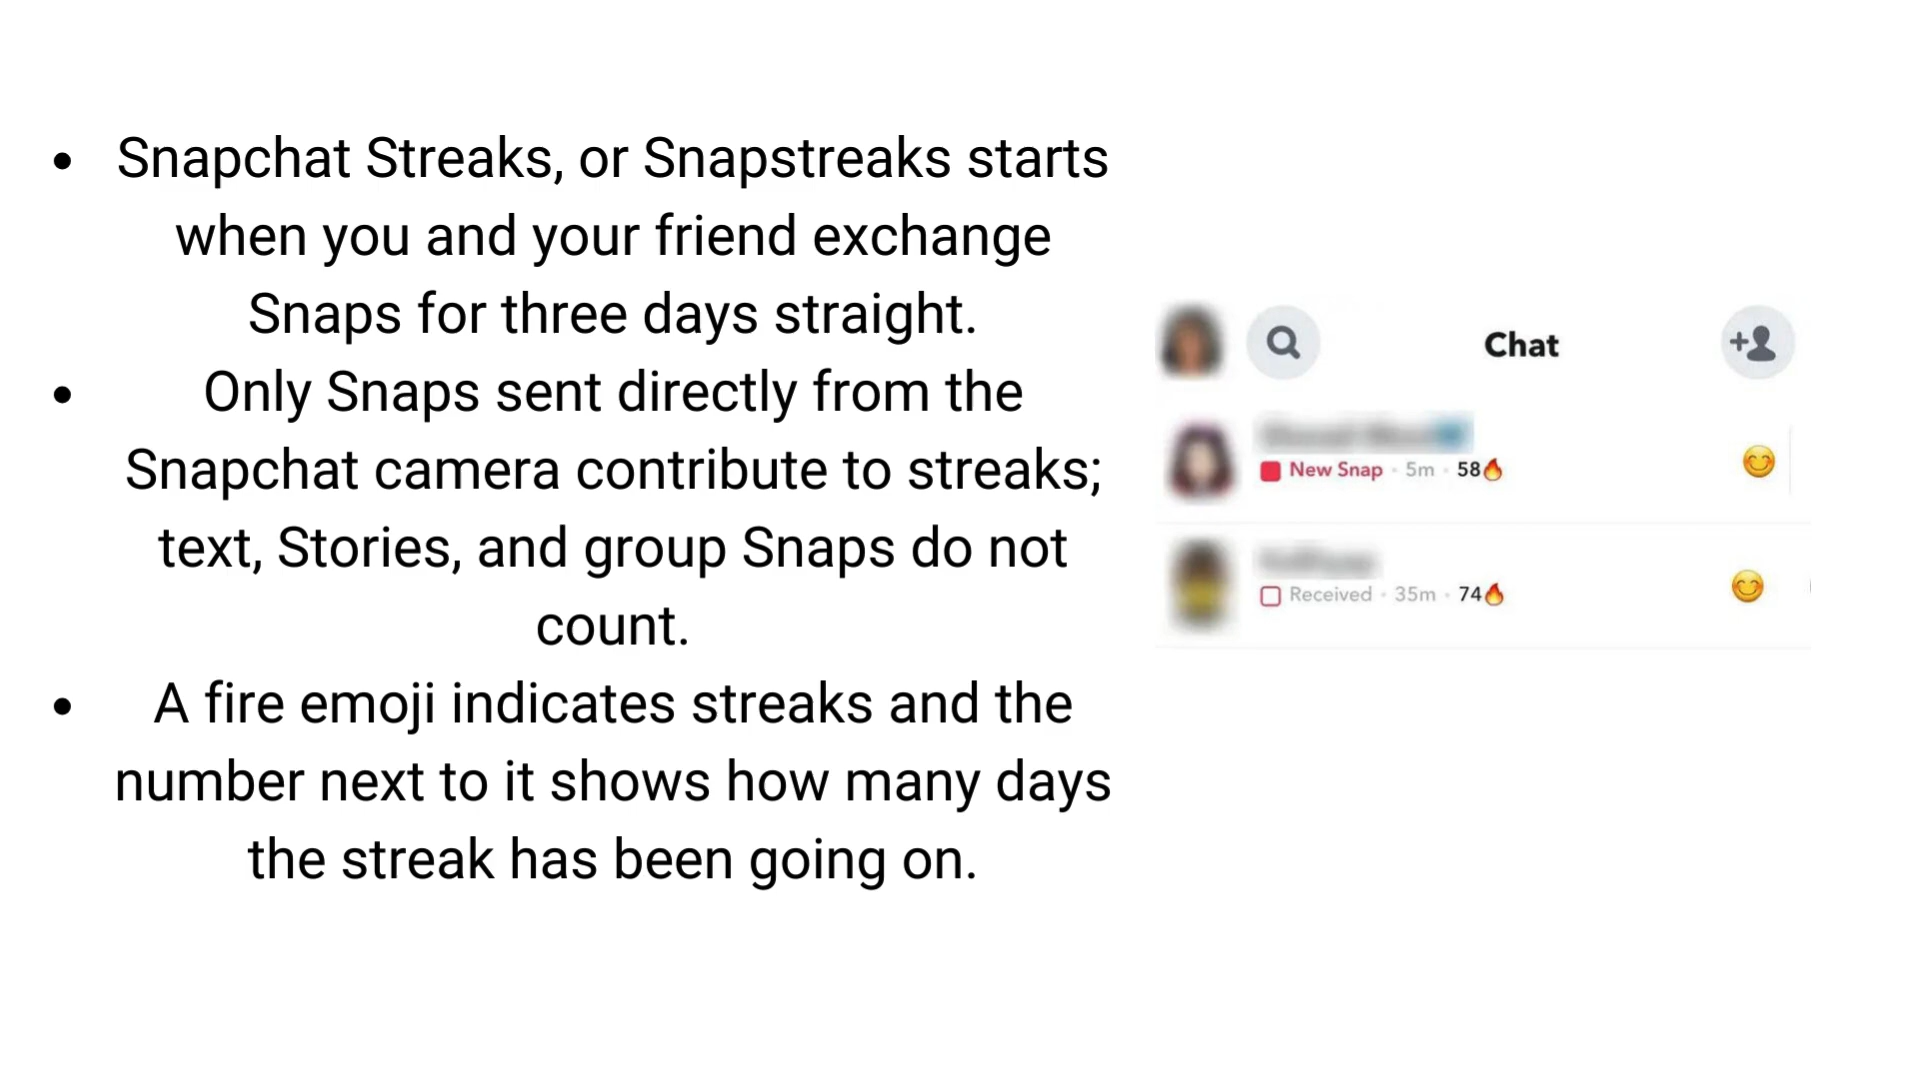 • Snapchat Streaks, or Snapstreaks starts
when you and your friend exchange
Snaps for three days straight.
• Only Snaps sent directly from the
Snapchat camera contribute to streaks;
text, Stories, and group Snaps do not
count.
• A fire emoji indicates streaks and the
number next to it shows how many days
the streak has been going on.
Chat
New Snap · 5m · 58🔥 😊
Received · 35m · 74🔥 😊